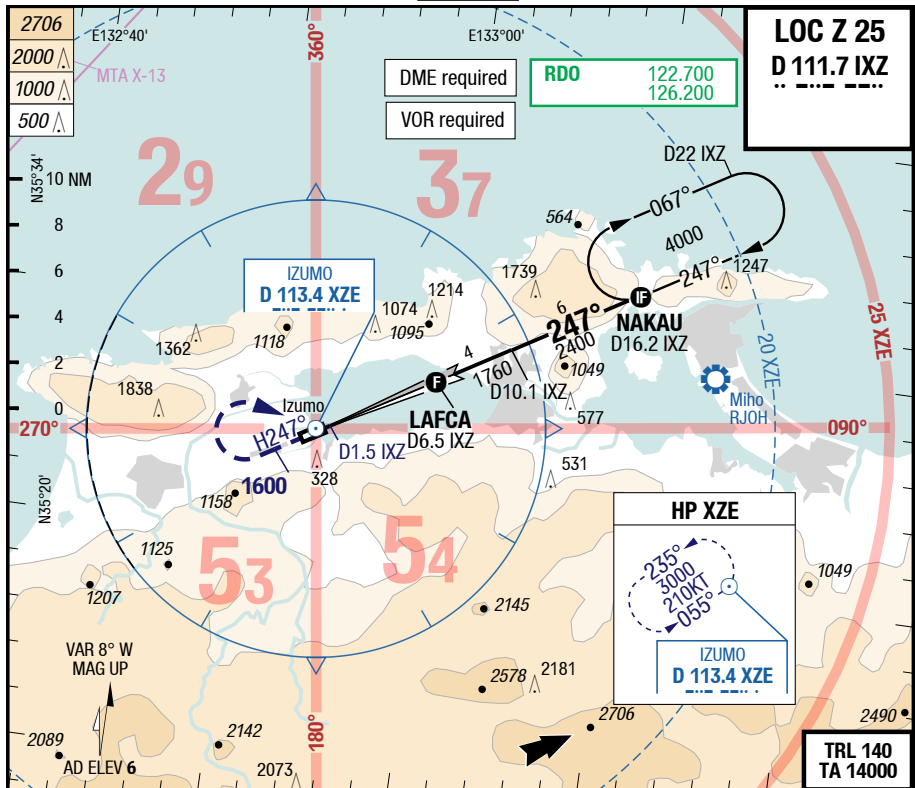 2706
2000
1000
500
E132°40'
E133°00'
MTA X-13
360°
DME required
VOR required
RDO 122.700
126.200
LOC Z 25
D 111.7 IXZ
N35°34'
10 NM
8
6
4
2
0
N35°20'
29
37
D22 IXZ
067°
4000
247°
564
1247
1739
6
247°
2400
IF
NAKAU
D16.2 IXZ
IZUMO
D 113.4 XZE
1214
1074
1095
1118
1362
4
1760
D10.1 IXZ
1049
577
F
LAFCA
D6.5 IXZ
20 XZE
25 XZE
Miho
RJOH
1838
Izumo
H247°
D1.5 IXZ
270°
090°
1600
328
531
1158
53
54
HP XZE
235°
3000
210KT
055°
IZUMO
D 113.4 XZE
1125
1207
1049
2145
VAR 8° W
MAG UP
2578
2181
2706
2490
2142
180°
2089
AD ELEV 6
2073
TRL 140
TA 14000